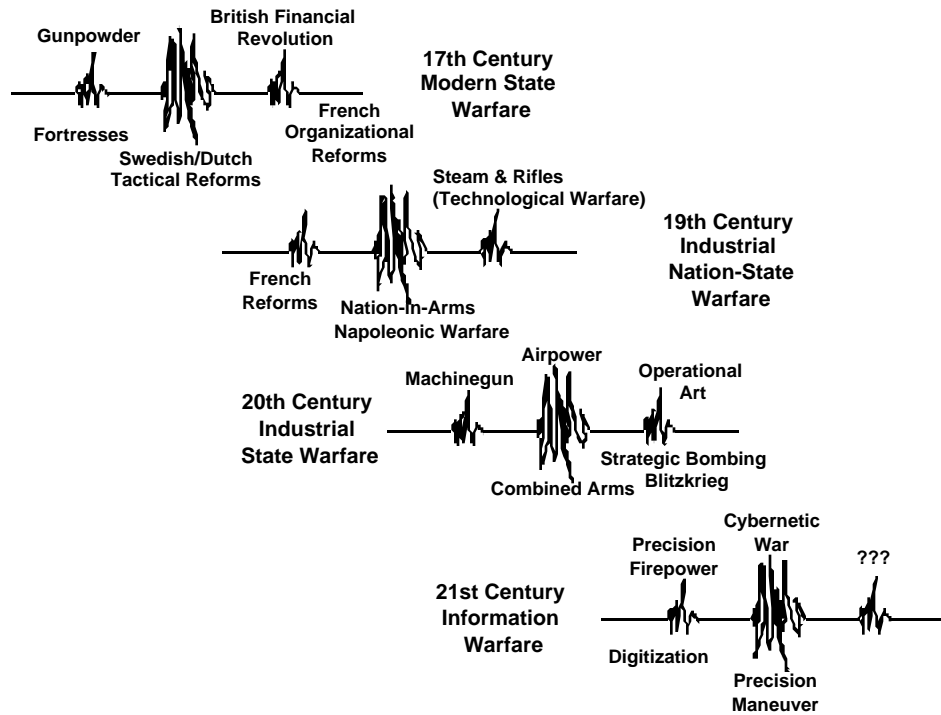 Gunpowder
British Financial
Revolution
17th Century
Modern State
Warfare
Fortresses
Swedish/Dutch
Tactical Reforms
French
Organizational
Reforms
Steam & Rifles
(Technological Warfare)
19th Century
Industrial
Nation-State
Warfare
French
Reforms
Nation-in-Arms
Napoleonic Warfare
20th Century
Industrial
State Warfare
Machinegun
Airpower
Operational
Art
Combined Arms
Strategic Bombing
Blitzkrieg
21st Century
Information
Warfare
Precision
Firepower
Cybernetic
War
???
Digitization
Precision
Maneuver